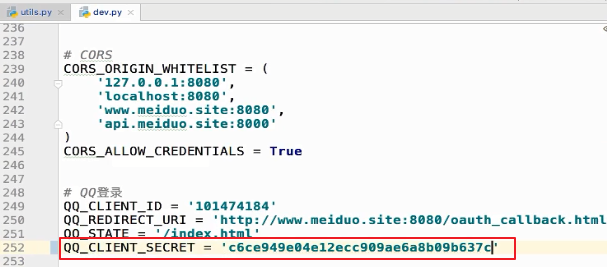 utils.py dev.py
236
237
238 # CORS
239 CORS_ORIGIN_WHITELIST = (
240 '127.0.0.1:8080',
241 'localhost:8080',
242 'www.meiduo.site:8080',
243 'api.meiduo.site:8000'
244 )
245 CORS_ALLOW_CREDENTIALS = True
246
247
248 # QQ登录
249 QQ_CLIENT_ID = '101474184'
250 QQ_REDIRECT_URI = 'http://www.meiduo.site:8080/oauth_callback.html
251 QQ_STATE = '/index.html'
252 QQ_CLIENT_SECRET = 'c6ce949e04e12ecc909ae6a8b09b637c'
253